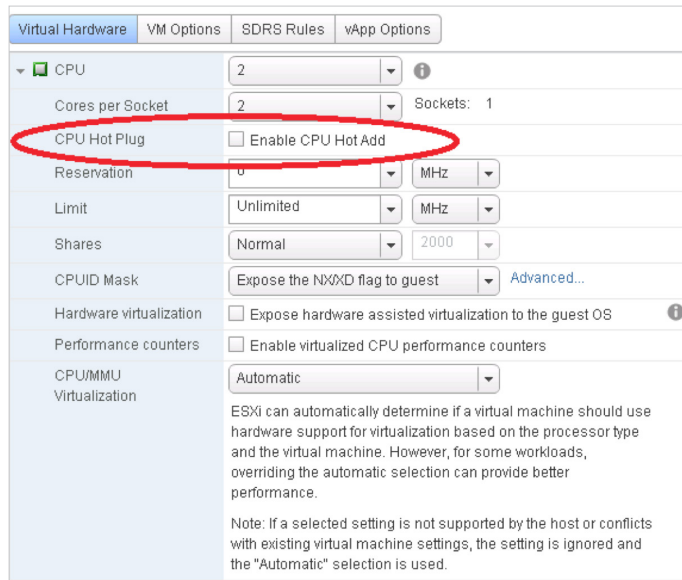 Virtual Hardware VM Options SDRS Rules vApp Options
CPU 2
Cores per Socket 2 Sockets: 1
CPU Hot Plug Enable CPU Hot Add
Reservation 0 MHz
Limit Unlimited MHz
Shares Normal 2000
CPUID Mask Expose the NX/XD flag to guest Advanced...
Hardware virtualization Expose hardware assisted virtualization to the guest OS
Performance counters Enable virtualized CPU performance counters
CPU/MMU Automatic
Virtualization
ESXi can automatically determine if a virtual machine should use
hardware support for virtualization based on the processor type
and the virtual machine. However, for some workloads,
overriding the automatic selection can provide better
performance.
Note: If a selected setting is not supported by the host or conflicts
with existing virtual machine settings, the setting is ignored and
the "Automatic" selection is used.